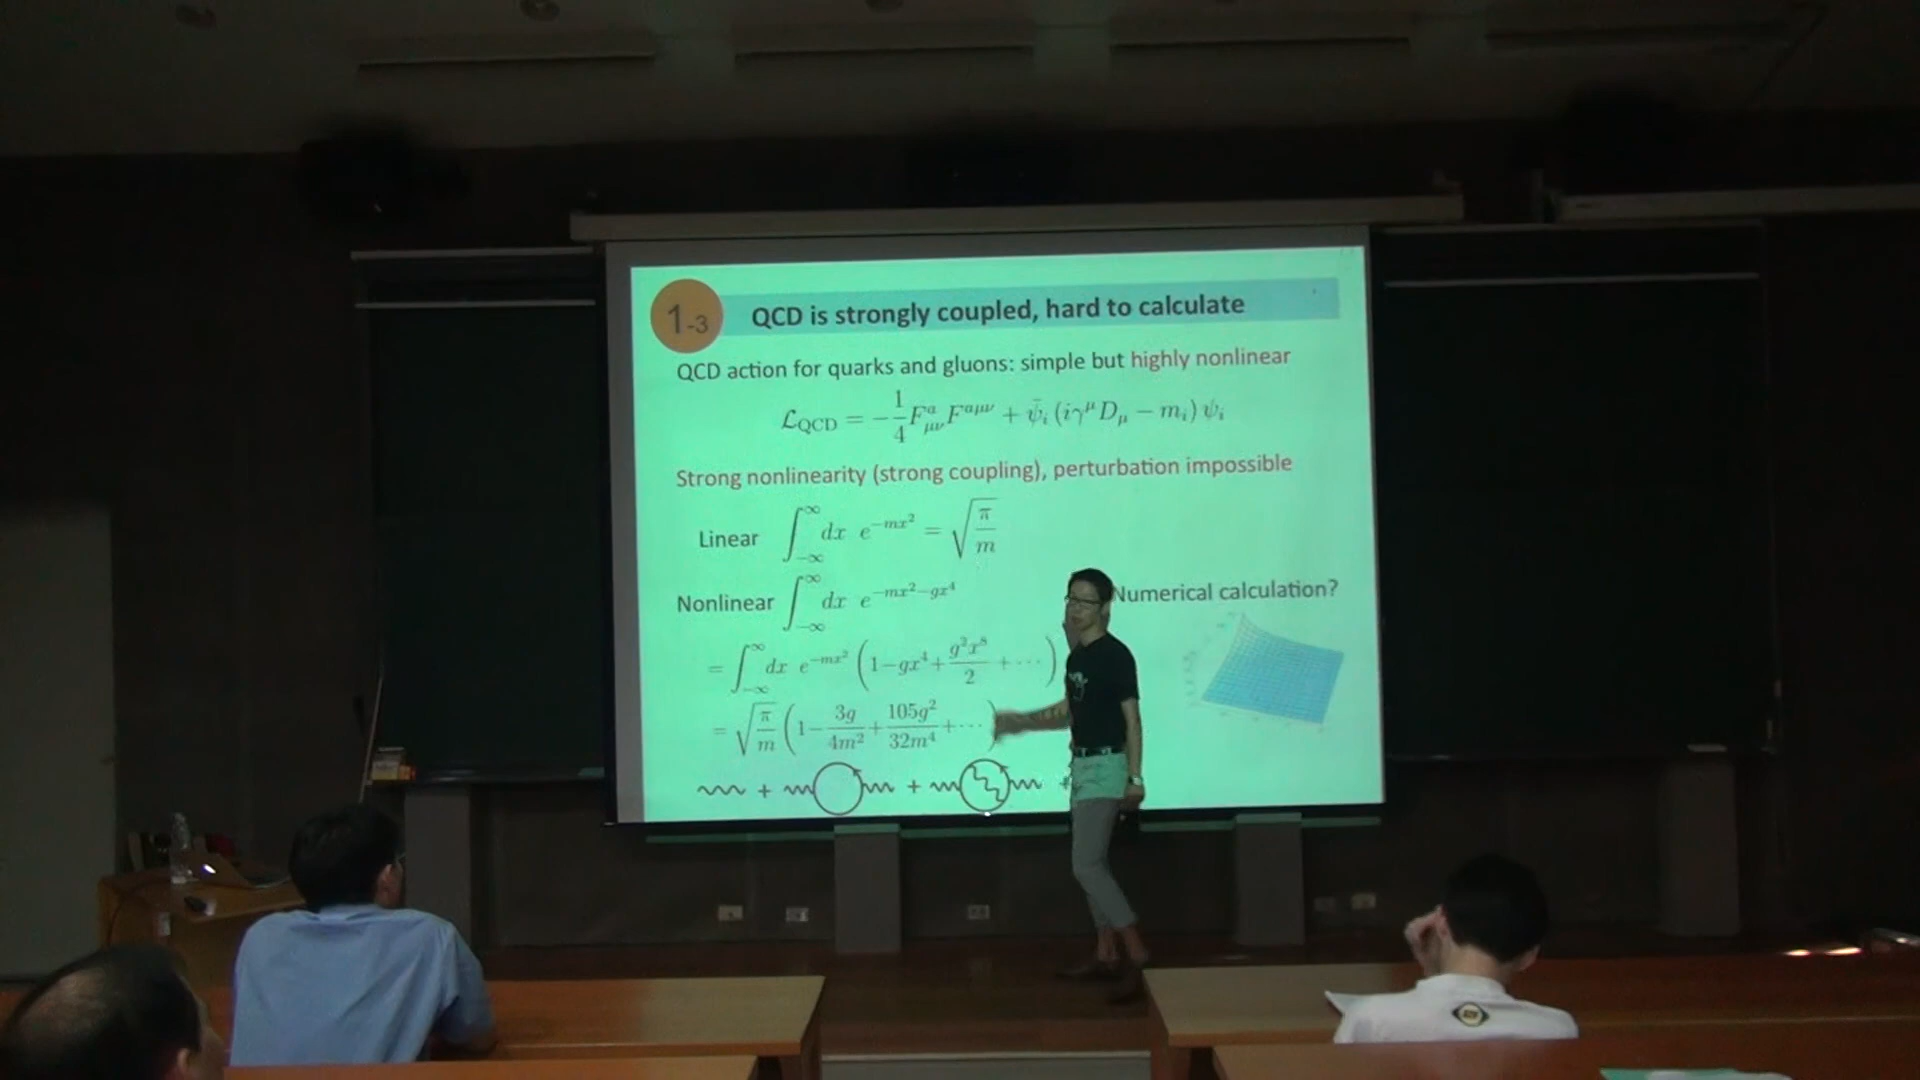 1-3 QCD is strongly coupled, hard to calculate
QCD action for quarks and gluons: simple but highly nonlinear
\mathcal{L}_{\rm QCD} = -\frac{1}{4} F^a_{\mu\nu} F^{a\mu\nu} + \bar{\psi}_i (i\gamma^\mu D_\mu - m_i) \psi_i
Strong nonlinearity (strong coupling), perturbation impossible
Linear \int_{-\infty}^{\infty} dx \; e^{-mx^2} = \sqrt{\frac{\pi}{m}}
Nonlinear \int_{-\infty}^{\infty} dx \; e^{-mx^2-gx^4}
Numerical calculation?
= \int_{-\infty}^{\infty} dx \; e^{-mx^2} \left(1-gx^4+\frac{g^2x^8}{2}+\cdots\right)
= \sqrt{\frac{\pi}{m}} \left(1-\frac{3g}{4m^2}+\frac{105g^2}{32m^4}+\cdots\right)
+ + +